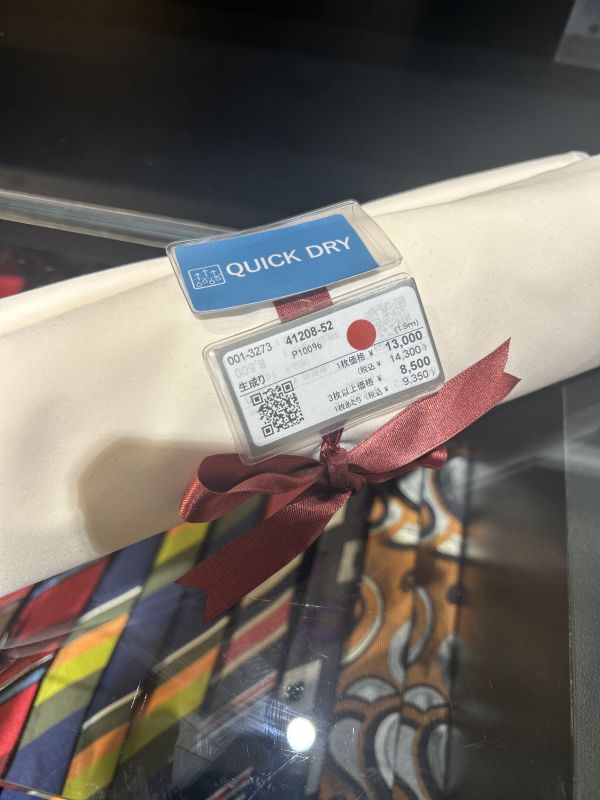 QUICK DRY
001-3273 41208-52
P100% (1.9m)
生成り 1枚価格 ¥ 13,000
(税込 ¥ 14,300)
3枚以上価格 ¥ 8,500
1枚あたり (税込 ¥ 9,350)